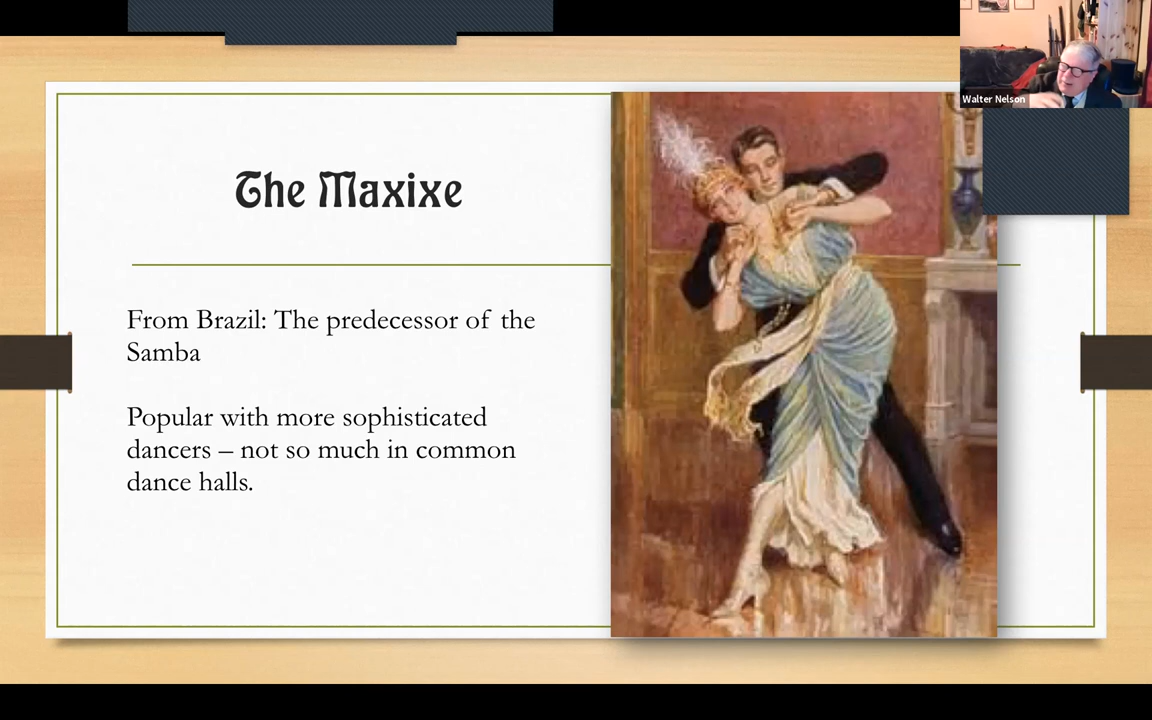 Walter Nelson
The Maxixe
From Brazil: The predecessor of the
Samba
Popular with more sophisticated
dancers – not so much in common
dance halls.